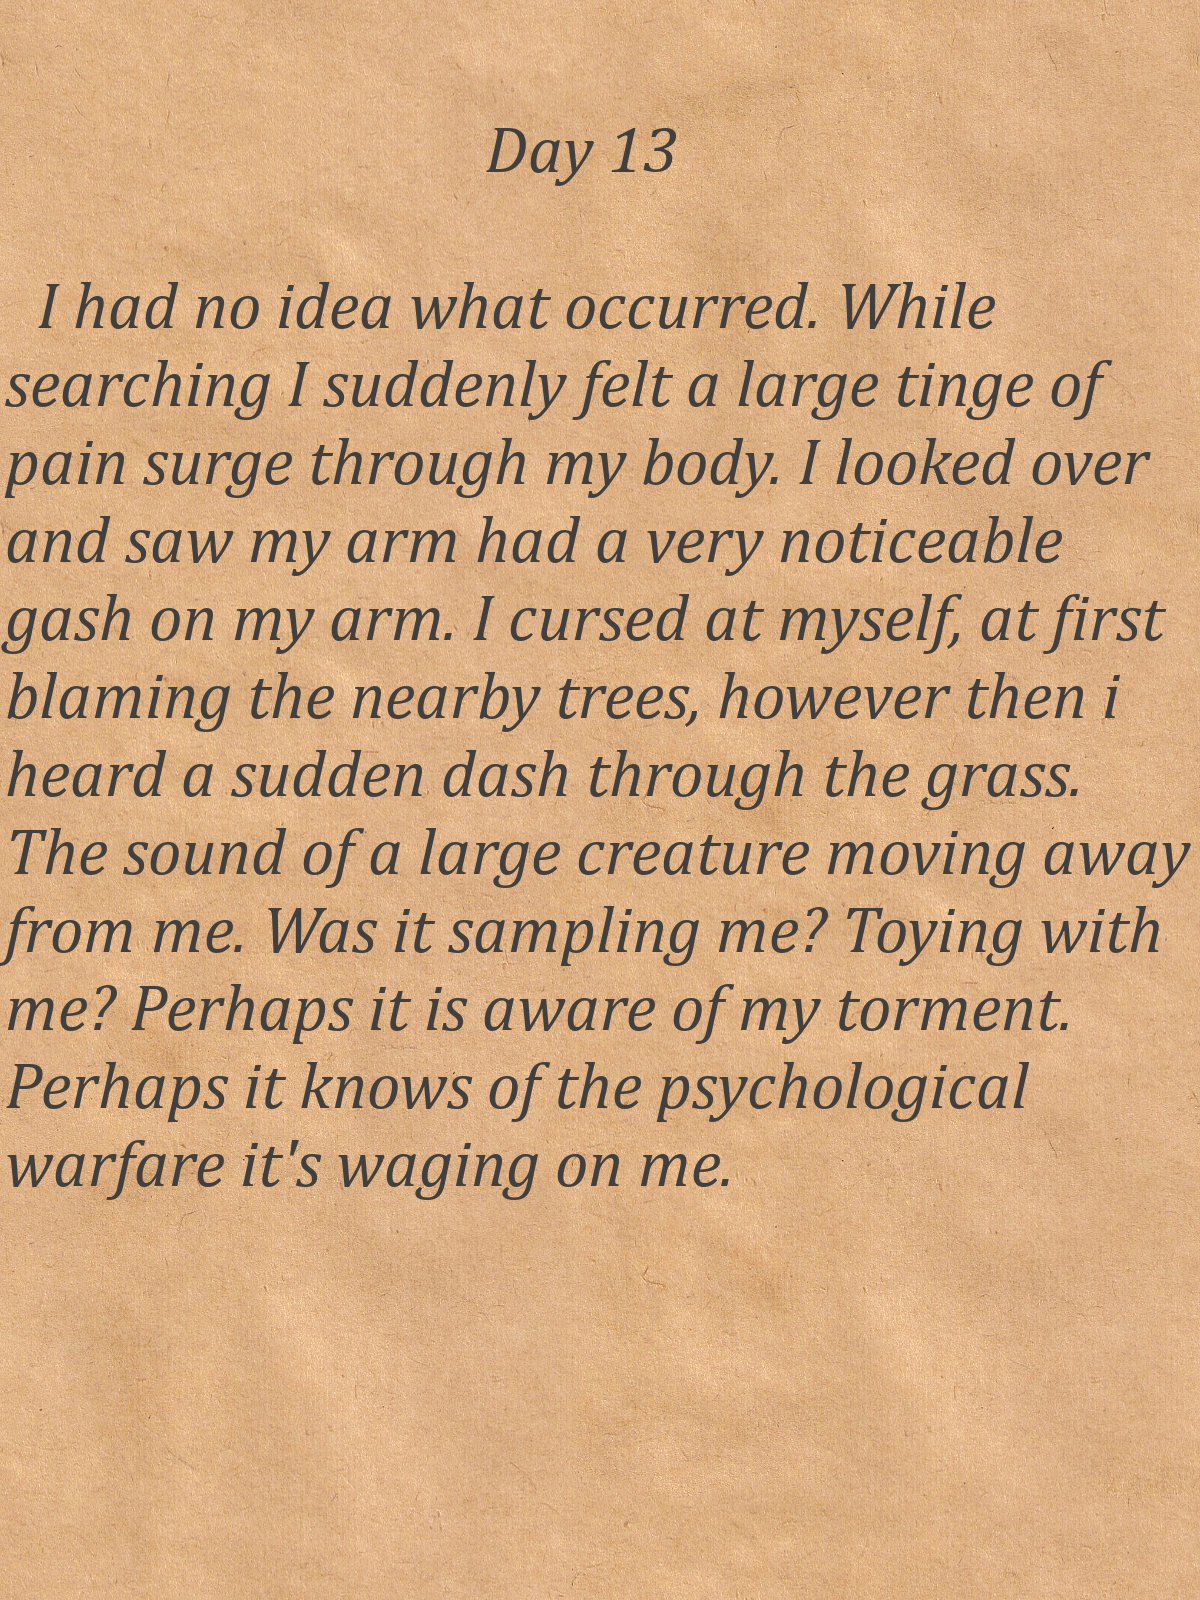 Day 13
I had no idea what occurred. While
searching I suddenly felt a large tinge of
pain surge through my body. I looked over
and saw my arm had a very noticeable
gash on my arm. I cursed at myself, at first
blaming the nearby trees, however then i
heard a sudden dash through the grass.
The sound of a large creature moving away
from me. Was it sampling me? Toying with
me? Perhaps it is aware of my torment.
Perhaps it knows of the psychological
warfare it's waging on me.